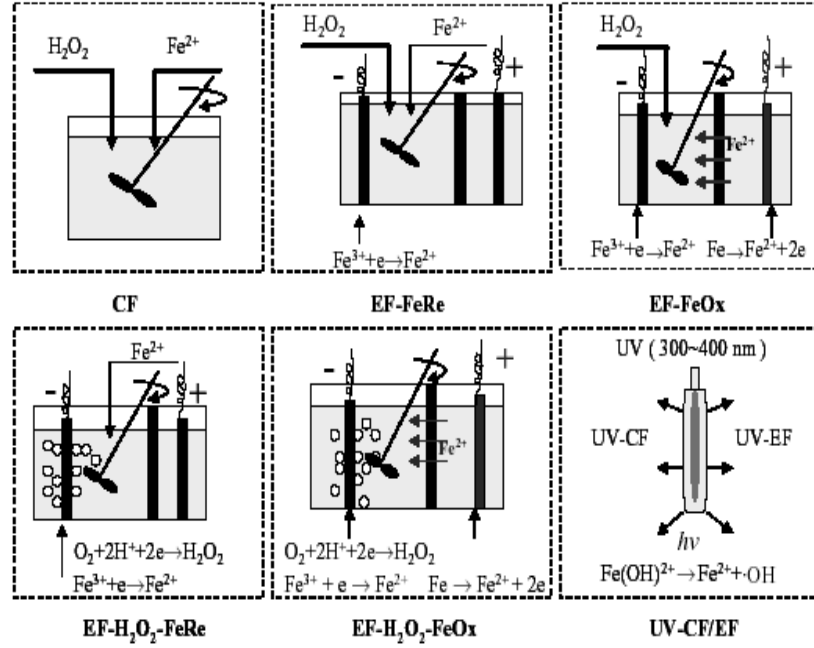 H₂O₂
Fe²⁺
CF
H₂O₂
Fe²⁺
-
+
Fe³⁺+e→Fe²⁺
EF-FeRe
H₂O₂
-
+
Fe²⁺
Fe³⁺+e→Fe²⁺
Fe→Fe²⁺+2e
EF-FeOx
Fe²⁺
-
+
O₂+2H⁺+2e→H₂O₂
Fe³⁺+e→Fe²⁺
EF-H₂O₂-FeRe
-
+
Fe²⁺
O₂+2H⁺+2e→H₂O₂
Fe³⁺ + e → Fe²⁺
Fe → Fe²⁺ + 2e
EF-H₂O₂-FeOx
UV ( 300~400 nm )
UV-CF
UV-EF
hν
Fe(OH)²⁺→Fe²⁺+·OH
UV-CF/EF